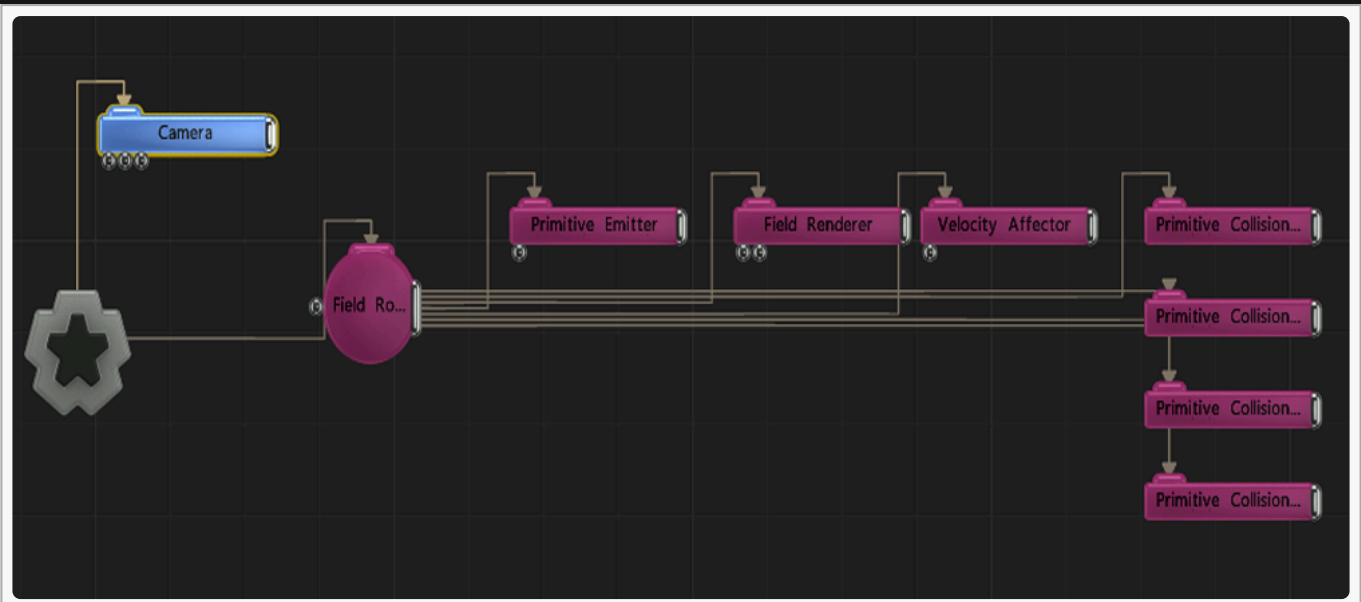 Camera
Primitive Emitter
Field Renderer
Velocity Affector
Primitive Collision...
Field Ro...
Primitive Collision...
Primitive Collision...
Primitive Collision...